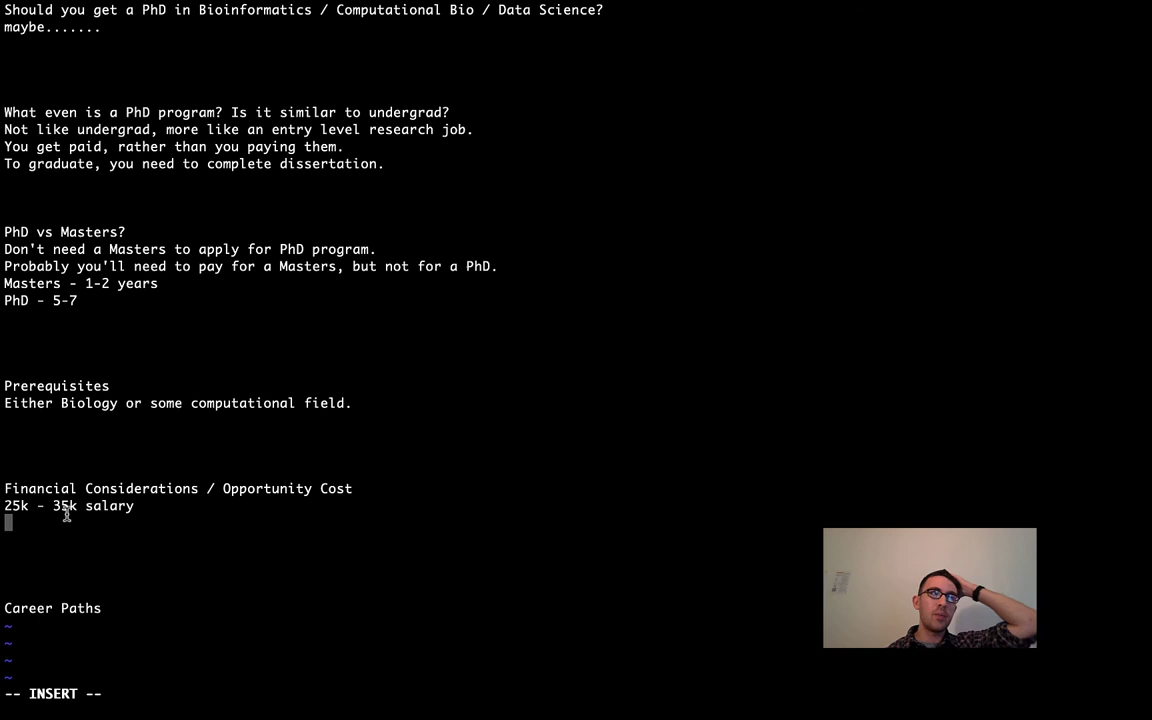 Should you get a PhD in Bioinformatics / Computational Bio / Data Science?
maybe.......
What even is a PhD program? Is it similar to undergrad?
Not like undergrad, more like an entry level research job.
You get paid, rather than you paying them.
To graduate, you need to complete dissertation.
PhD vs Masters?
Don't need a Masters to apply for PhD program.
Probably you'll need to pay for a Masters, but not for a PhD.
Masters - 1-2 years
PhD - 5-7
Prerequisites
Either Biology or some computational field.
Financial Considerations / Opportunity Cost
25k - 35k salary
Career Paths
~
~
~
~
-- INSERT --